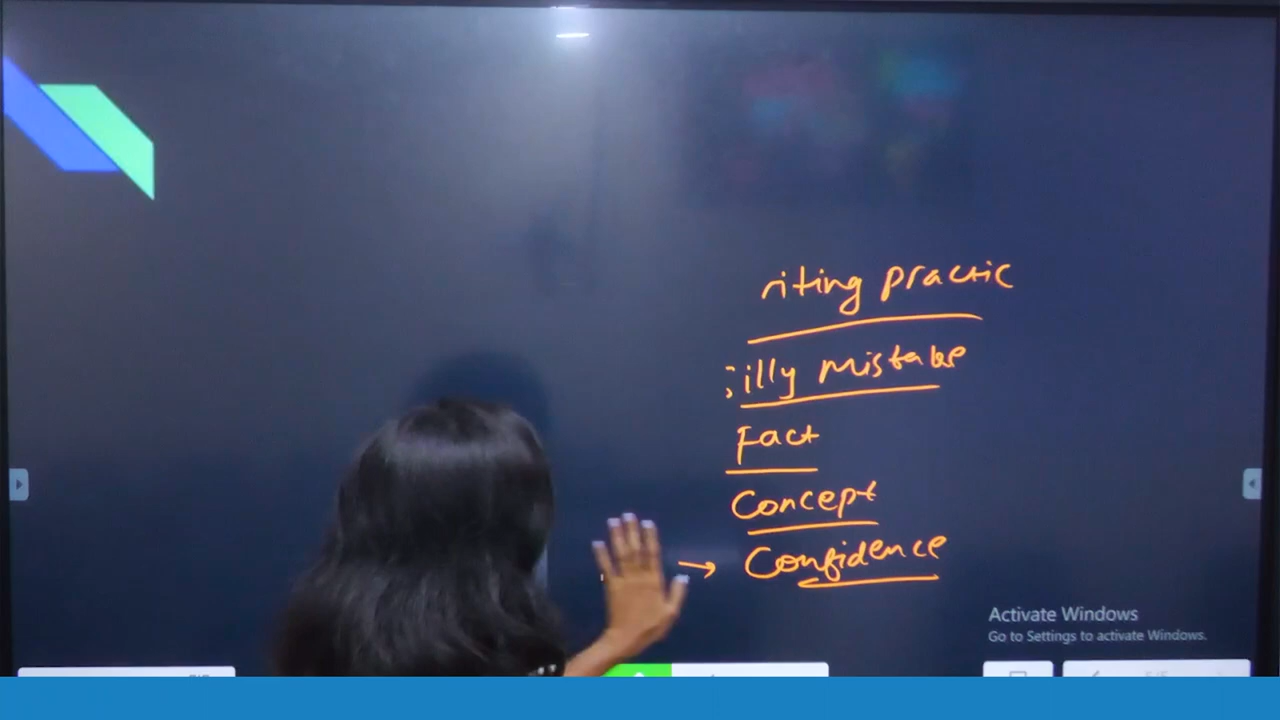 riting practic
illy mistake
Fact
Concept
→ Confidence
Activate Windows
Go to Settings to activate Windows.